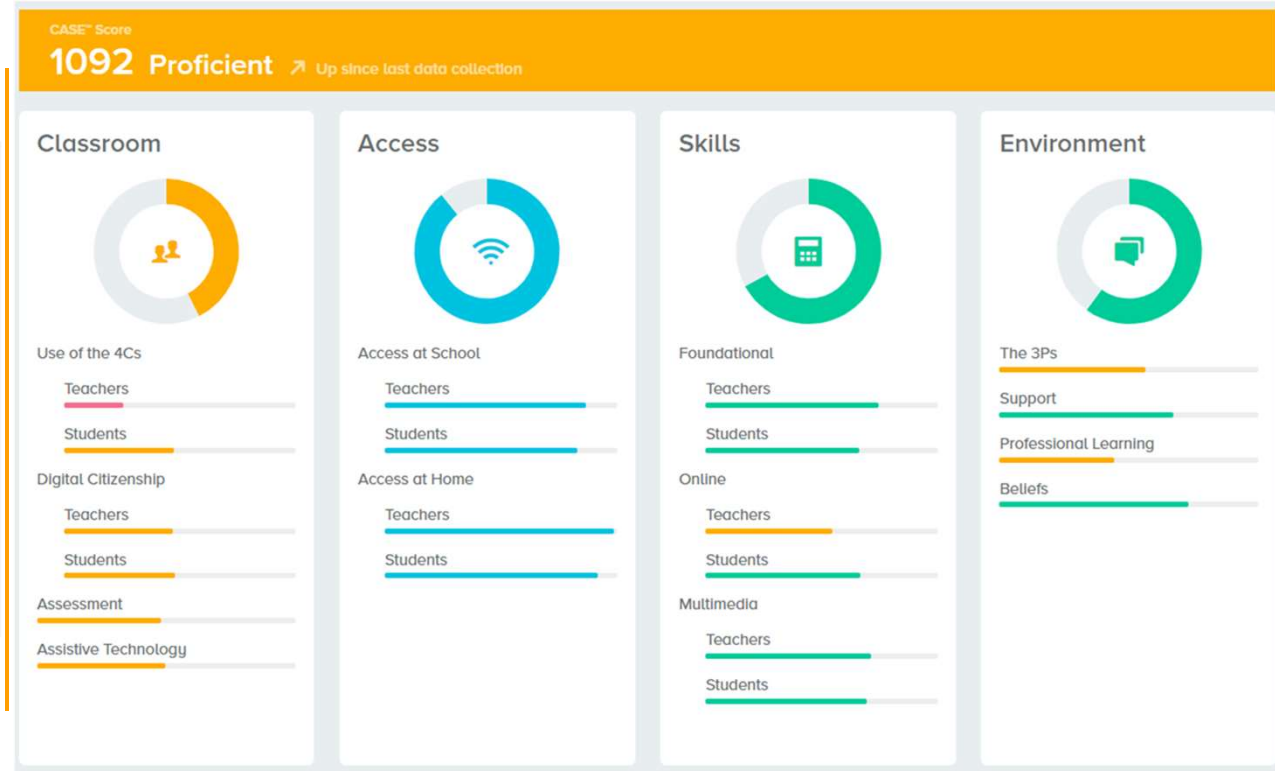 CASE™ Score
1092 Proficient ↗ Up since last data collection
Classroom
Use of the 4Cs
Teachers
Students
Digital Citizenship
Teachers
Students
Assessment
Assistive Technology
Access
Access at School
Teachers
Students
Access at Home
Teachers
Students
Skills
Foundational
Teachers
Students
Online
Teachers
Students
Multimedia
Teachers
Students
Environment
The 3Ps
Support
Professional Learning
Beliefs